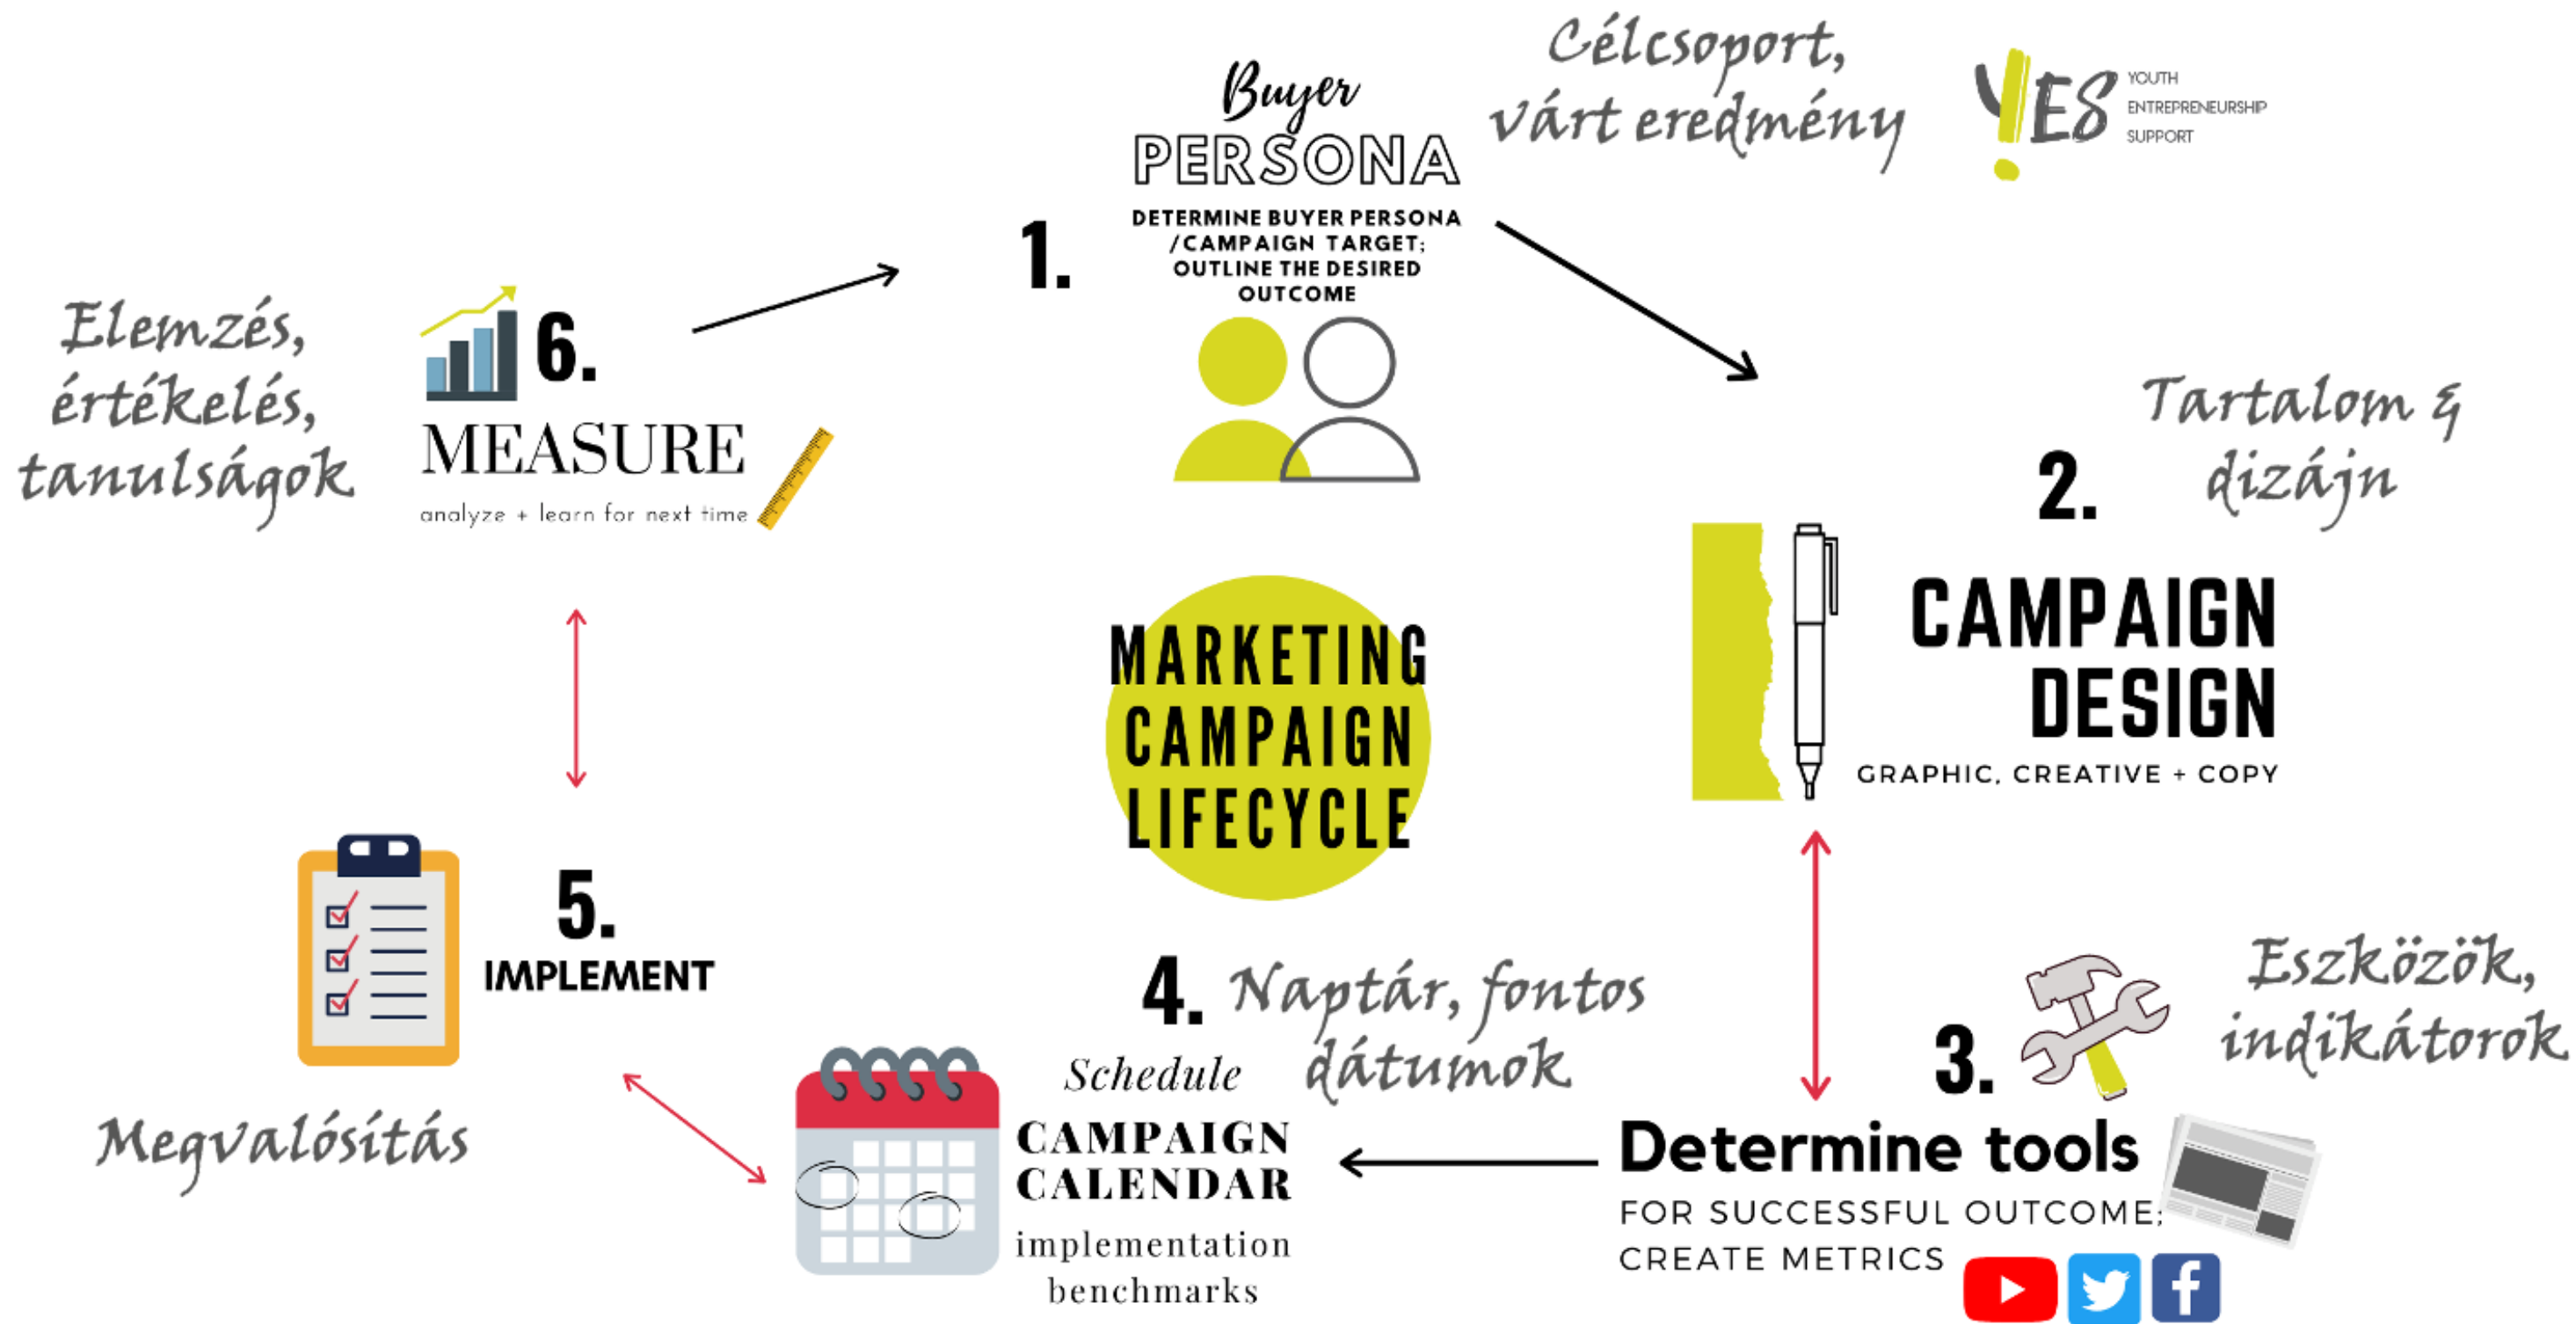 Buyer
PERSONA
DETERMINE BUYER PERSONA
/CAMPAIGN TARGET;
OUTLINE THE DESIRED
OUTCOME
1.
Célcsoport,
várt eredmény
YES
YOUTH
ENTREPRENEURSHIP
SUPPORT
Tartalom &
dizájn
2.
CAMPAIGN
DESIGN
GRAPHIC, CREATIVE + COPY
Eszközök,
indikátorok
3.
Determine tools
FOR SUCCESSFUL OUTCOME;
CREATE METRICS
4.
Naptár, fontos
dátumok
Schedule
CAMPAIGN
CALENDAR
implementation
benchmarks
5.
IMPLEMENT
Megvalósítás
6.
MEASURE
analyze + learn for next time
Elemzés,
értékelés,
tanulságok
MARKETING
CAMPAIGN
LIFECYCLE